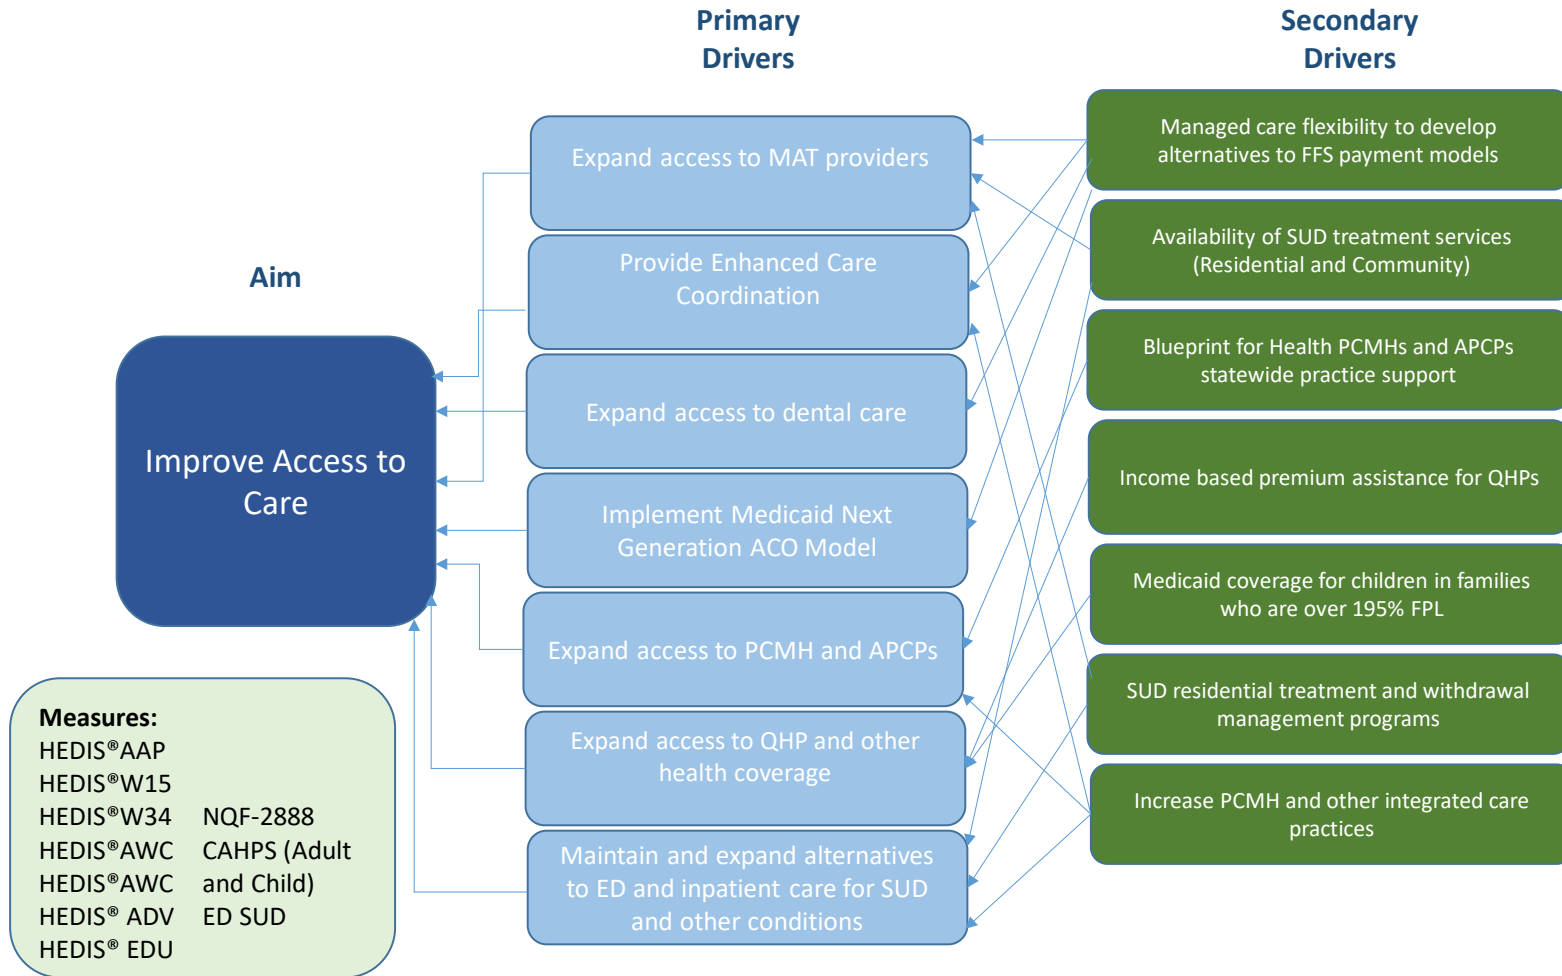 Primary
Drivers
Secondary
Drivers
Aim
Improve Access to
Care
Expand access to MAT providers
Provide Enhanced Care
Coordination
Expand access to dental care
Implement Medicaid Next
Generation ACO Model
Expand access to PCMH and APCPs
Expand access to QHP and other
health coverage
Maintain and expand alternatives
to ED and inpatient care for SUD
and other conditions
Managed care flexibility to develop
alternatives to FFS payment models
Availability of SUD treatment services
(Residential and Community)
Blueprint for Health PCMHs and APCPs
statewide practice support
Income based premium assistance for QHPs
Medicaid coverage for children in families
who are over 195% FPL
SUD residential treatment and withdrawal
management programs
Increase PCMH and other integrated care
practices
Measures:
HEDIS®AAP
HEDIS®W15
HEDIS®W34 NQF-2888
HEDIS®AWC CAHPS (Adult
HEDIS®AWC and Child)
HEDIS® ADV ED SUD
HEDIS® EDU